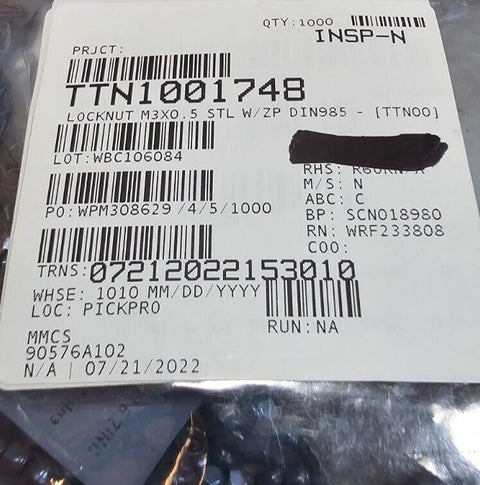 QTY:1000
INSP-N
PRJCT:
TTN1001748
LOCKNUT M3X0.5 STL W/ZP DIN985 - [TTN00]
LOT:WBC106084
RHS:
M/S: N
ABC: C
PO:WPM308629 /4/5/1000
BP: SCN018980
RN: WRF233808
COO:
TRNS:07212022153010
WHSE: 1010 MM/DD/YYYY
LOC: PICKPRO
RUN:NA
MMCS
90576A102
N/A | 07/21/2022